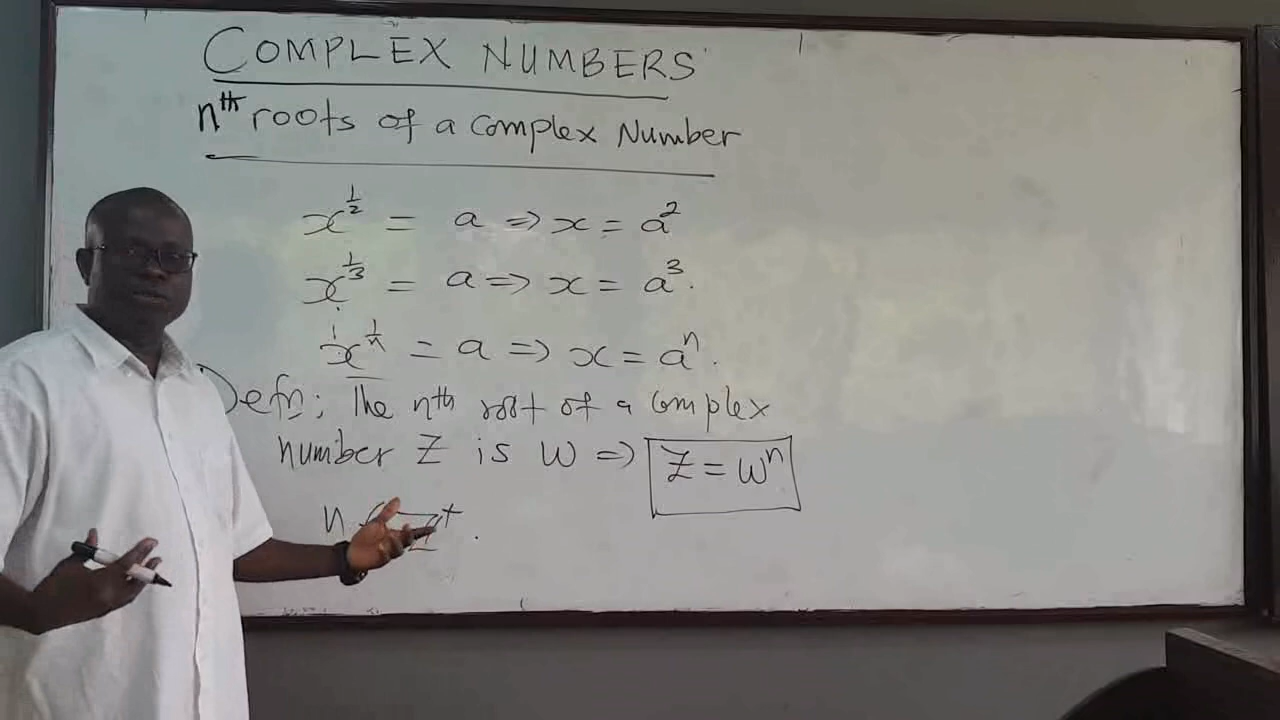 COMPLEX NUMBERS
nth roots of a Complex Number
x^{1/2} = a ⇒ x = a^2
x^{1/3} = a ⇒ x = a^3.
x^{1/n} = a ⇒ x = a^n.
Defn: The nth root of a complex
number Z is w ⇒ Z = w^n
n